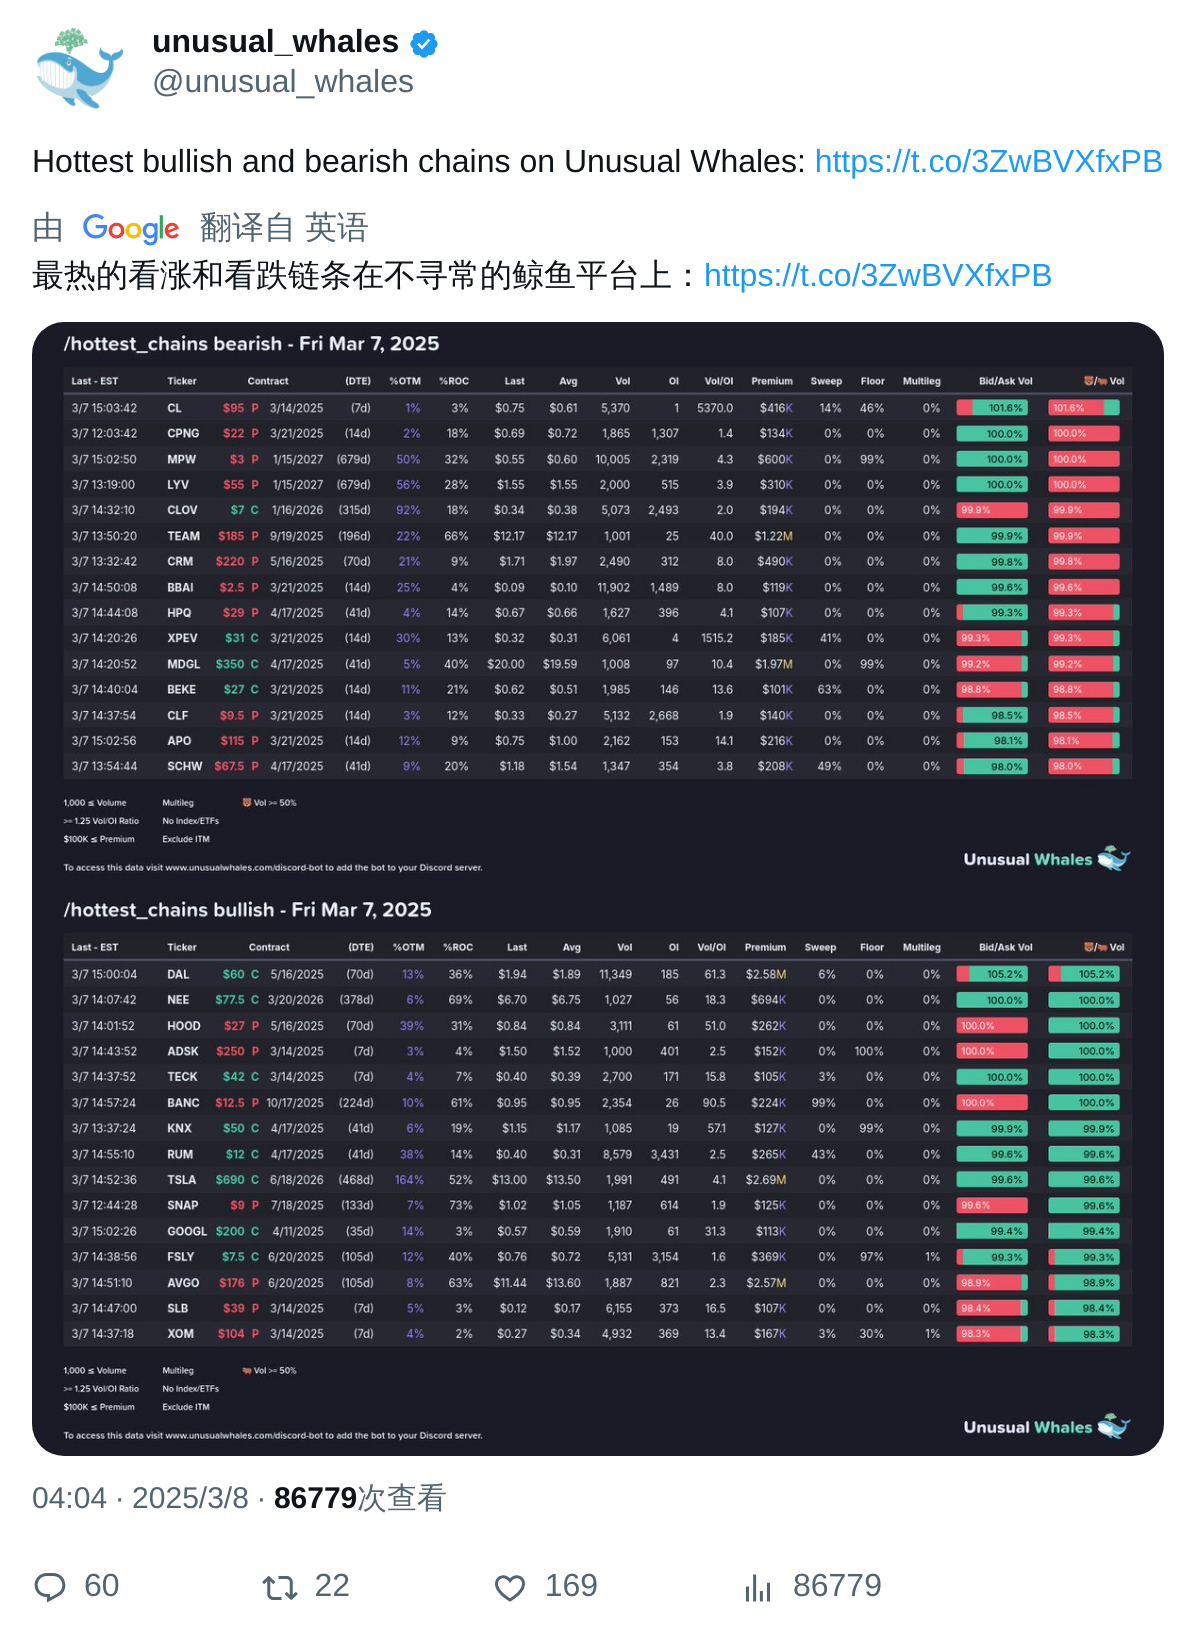 unusual_whales
@unusual_whales
Hottest bullish and bearish chains on Unusual Whales: https://t.co/3ZwBVXfxPB
由 Google 翻译自 英语
最热的看涨和看跌链条在不寻常的鲸鱼平台上：https://t.co/3ZwBVXfxPB
/hottest_chains bearish - Fri Mar 7, 2025
Last - EST Ticker Contract (DTE) %OTM %ROC Last Avg Vol OI Vol/OI Premium Sweep Floor Multileg Bid/Ask Vol 🐻/🐂 Vol
3/7 15:03:42 CL $95 P 3/14/2025 (7d) 1% 3% $0.75 $0.61 5,370 1 5370.0 $416K 14% 46% 0% 101.6% 101.6%
3/7 12:03:42 CPNG $22 P 3/21/2025 (14d) 2% 18% $0.69 $0.72 1,865 1,307 1.4 $134K 0% 0% 0% 100.0% 100.0%
3/7 15:02:50 MPW $3 P 1/15/2027 (679d) 50% 32% $0.55 $0.60 10,005 2,319 4.3 $600K 0% 99% 0% 100.0% 100.0%
3/7 13:19:00 LYV $55 P 1/15/2027 (679d) 56% 28% $1.55 $1.55 2,000 515 3.9 $310K 0% 0% 0% 100.0% 100.0%
3/7 14:32:10 CLOV $7 C 1/16/2026 (315d) 92% 18% $0.34 $0.38 5,073 2,493 2.0 $194K 0% 0% 0% 99.9% 99.9%
3/7 13:50:20 TEAM $185 P 9/19/2025 (196d) 22% 66% $12.17 $12.17 1,001 25 40.0 $1.22M 0% 0% 0% 99.9% 99.9%
3/7 13:32:42 CRM $220 P 5/16/2025 (70d) 21% 9% $1.71 $1.97 2,490 312 8.0 $490K 0% 0% 0% 99.8% 99.8%
3/7 14:50:08 BBAI $2.5 P 3/21/2025 (14d) 25% 4% $0.09 $0.10 11,902 1,489 8.0 $119K 0% 0% 0% 99.6% 99.6%
3/7 14:44:08 HPQ $29 P 4/17/2025 (41d) 4% 14% $0.67 $0.66 1,627 396 4.1 $107K 0% 0% 0% 99.3% 99.3%
3/7 14:20:26 XPEV $31 C 3/21/2025 (14d) 30% 13% $0.32 $0.31 6,061 4 1515.2 $185K 41% 0% 0% 99.3% 99.3%
3/7 14:20:52 MDGL $350 C 4/17/2025 (41d) 5% 40% $20.00 $19.59 1,008 97 10.4 $1.97M 0% 99% 0% 99.2% 99.2%
3/7 14:40:04 BEKE $27 C 3/21/2025 (14d) 11% 21% $0.62 $0.51 1,985 146 13.6 $101K 63% 0% 0% 98.8% 98.8%
3/7 14:37:54 CLF $9.5 P 3/21/2025 (14d) 3% 12% $0.33 $0.27 5,132 2,668 1.9 $140K 0% 0% 0% 98.5% 98.5%
3/7 15:02:56 APO $115 P 3/21/2025 (14d) 12% 9% $0.75 $1.00 2,162 153 14.1 $216K 0% 0% 0% 98.1% 98.1%
3/7 13:54:44 SCHW $67.5 P 4/17/2025 (41d) 9% 20% $1.18 $1.54 1,347 354 3.8 $208K 49% 0% 0% 98.0% 98.0%
1,000 ≤ Volume Multileg 🐻 Vol >= 50%
>= 1.25 Vol/OI Ratio No Index/ETFs
$100K ≤ Premium Exclude ITM
To access this data visit www.unusualwhales.com/discord-bot to add the bot to your Discord server.
Unusual Whales
/hottest_chains bullish - Fri Mar 7, 2025
Last - EST Ticker Contract (DTE) %OTM %ROC Last Avg Vol OI Vol/OI Premium Sweep Floor Multileg Bid/Ask Vol 🐻/🐂 Vol
3/7 15:00:04 DAL $60 C 5/16/2025 (70d) 13% 36% $1.94 $1.89 11,349 185 61.3 $2.58M 6% 0% 0% 105.2% 105.2%
3/7 14:07:42 NEE $77.5 C 3/20/2026 (378d) 6% 69% $6.70 $6.75 1,027 56 18.3 $694K 0% 0% 0% 100.0% 100.0%
3/7 14:01:52 HOOD $27 P 5/16/2025 (70d) 39% 31% $0.84 $0.84 3,111 61 51.0 $262K 0% 0% 0% 100.0% 100.0%
3/7 14:43:52 ADSK $250 P 3/14/2025 (7d) 3% 4% $1.50 $1.52 1,000 401 2.5 $152K 0% 100% 0% 100.0% 100.0%
3/7 14:37:52 TECK $42 C 3/14/2025 (7d) 4% 7% $0.40 $0.39 2,700 171 15.8 $105K 3% 0% 0% 100.0% 100.0%
3/7 14:57:24 BANC $12.5 P 10/17/2025 (224d) 10% 61% $0.95 $0.95 2,354 26 90.5 $224K 99% 0% 0% 100.0% 100.0%
3/7 13:37:24 KNX $50 C 4/17/2025 (41d) 6% 19% $1.15 $1.17 1,085 19 57.1 $127K 0% 99% 0% 99.9% 99.9%
3/7 14:55:10 RUM $12 C 4/17/2025 (41d) 38% 14% $0.40 $0.31 8,579 3,431 2.5 $265K 43% 0% 0% 99.6% 99.6%
3/7 14:52:36 TSLA $690 C 6/18/2026 (468d) 164% 52% $13.00 $13.50 1,991 491 4.1 $2.69M 0% 0% 0% 99.6% 99.6%
3/7 12:44:28 SNAP $9 P 7/18/2025 (133d) 7% 73% $1.02 $1.05 1,187 614 1.9 $125K 0% 0% 0% 99.6% 99.6%
3/7 15:02:26 GOOGL $200 C 4/11/2025 (35d) 14% 3% $0.57 $0.59 1,910 61 31.3 $113K 0% 0% 0% 99.4% 99.4%
3/7 14:38:56 FSLY $7.5 C 6/20/2025 (105d) 12% 40% $0.76 $0.72 5,131 3,154 1.6 $369K 0% 97% 1% 99.3% 99.3%
3/7 14:51:10 AVGO $176 P 6/20/2025 (105d) 8% 63% $11.44 $13.60 1,887 821 2.3 $2.57M 0% 0% 0% 98.9% 98.9%
3/7 14:47:00 SLB $39 P 3/14/2025 (7d) 5% 3% $0.12 $0.17 6,155 373 16.5 $107K 0% 0% 0% 98.4% 98.4%
3/7 14:37:18 XOM $104 P 3/14/2025 (7d) 4% 2% $0.27 $0.34 4,932 369 13.4 $167K 3% 30% 1% 98.3% 98.3%
1,000 ≤ Volume Multileg 🐂 Vol >= 50%
>= 1.25 Vol/OI Ratio No Index/ETFs
$100K ≤ Premium Exclude ITM
To access this data visit www.unusualwhales.com/discord-bot to add the bot to your Discord server.
Unusual Whales
04:04 · 2025/3/8 · 86779次查看
60 22 169 86779